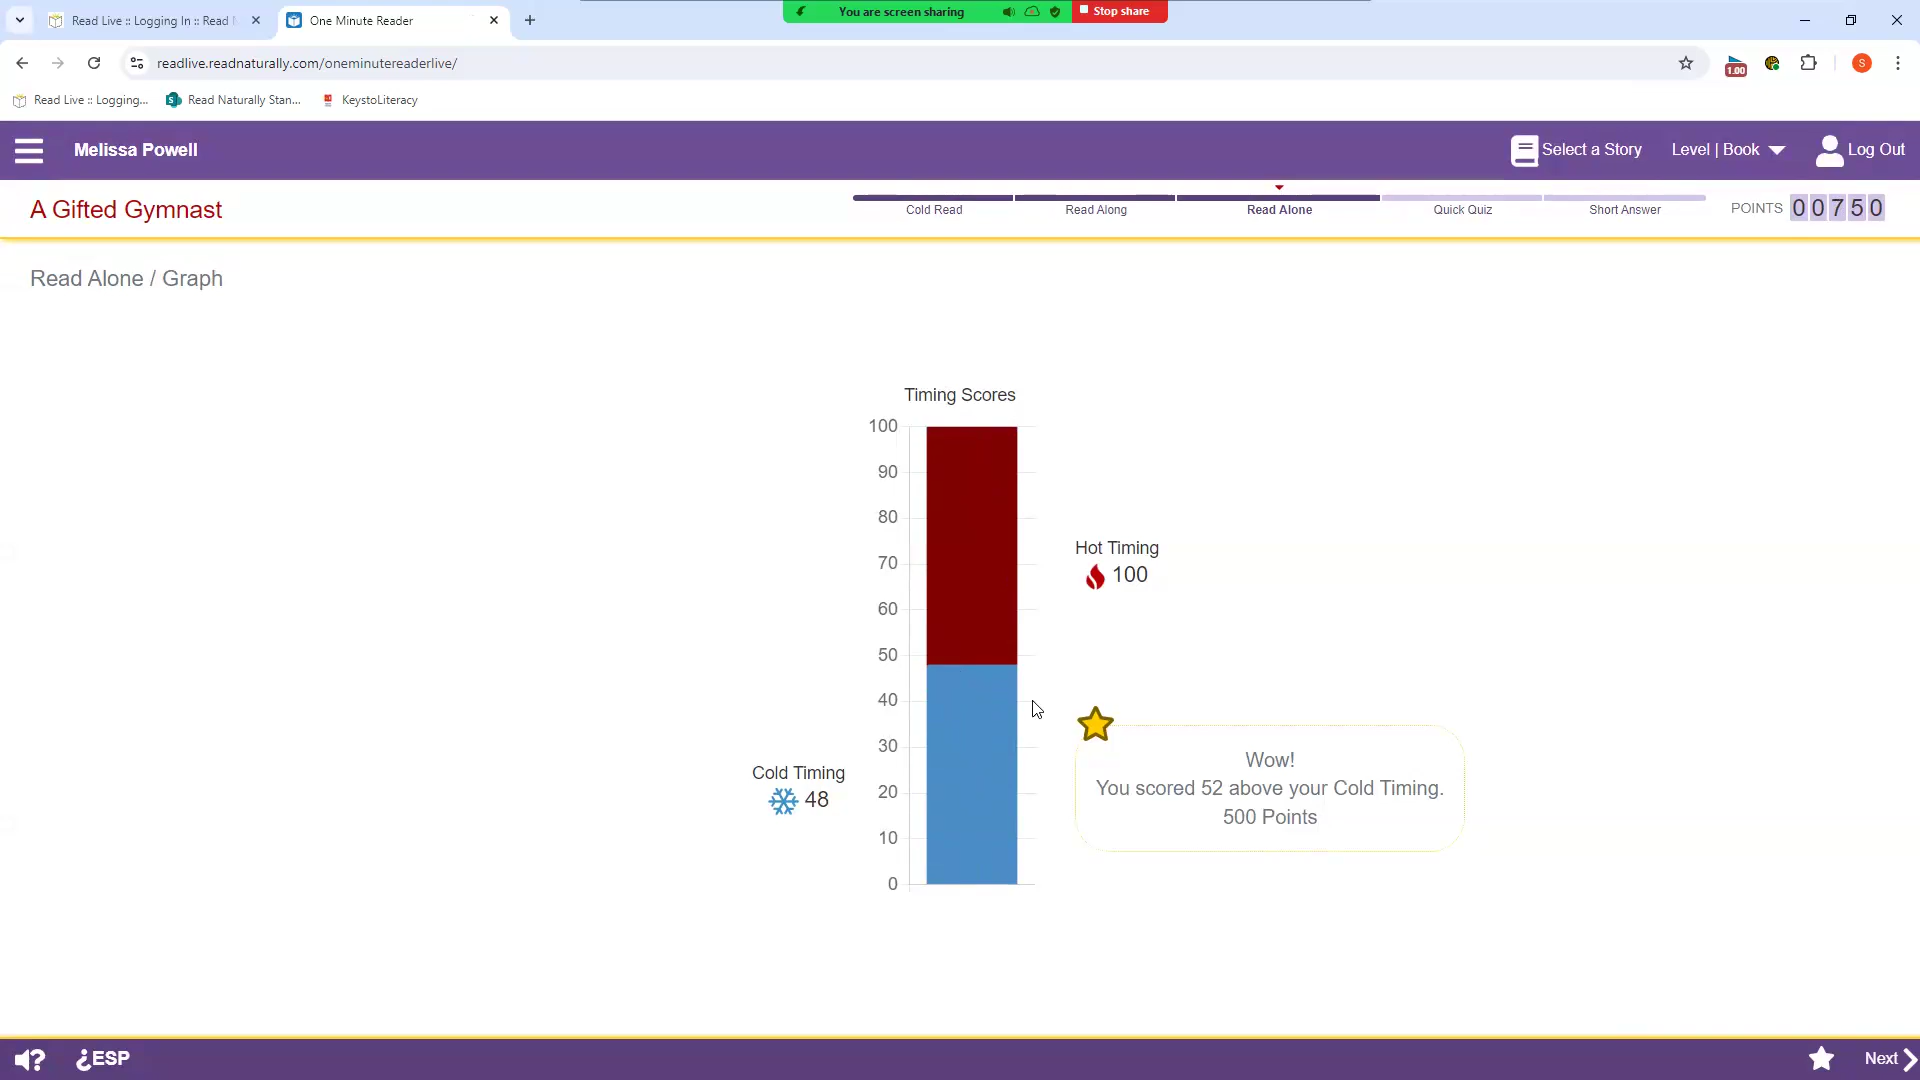 Read Live :: Logging In :: Read
One Minute Reader
You are screen sharing
Stop share
readlive.readnaturally.com/oneminutereaderlive/
1.00
S
Read Live :: Logging...
Read Naturally Stan...
KeystoLiteracy
Melissa Powell
Select a Story
Level | Book
Log Out
A Gifted Gymnast
Cold Read
Read Along
Read Alone
Quick Quiz
Short Answer
POINTS 00750
Read Alone / Graph
Timing Scores
100
90
80
70
60
50
40
30
20
10
0
Hot Timing
100
Cold Timing
48
Wow!
You scored 52 above your Cold Timing.
500 Points
¿ESP
Next